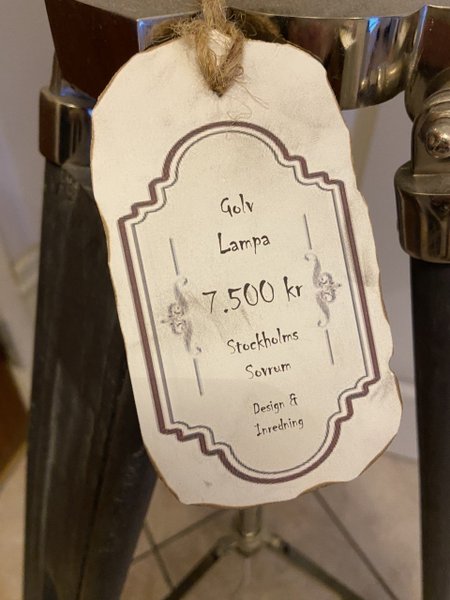 Golv
Lampa
7.500 kr
Stockholms
Sovrum
Design &
Inredning